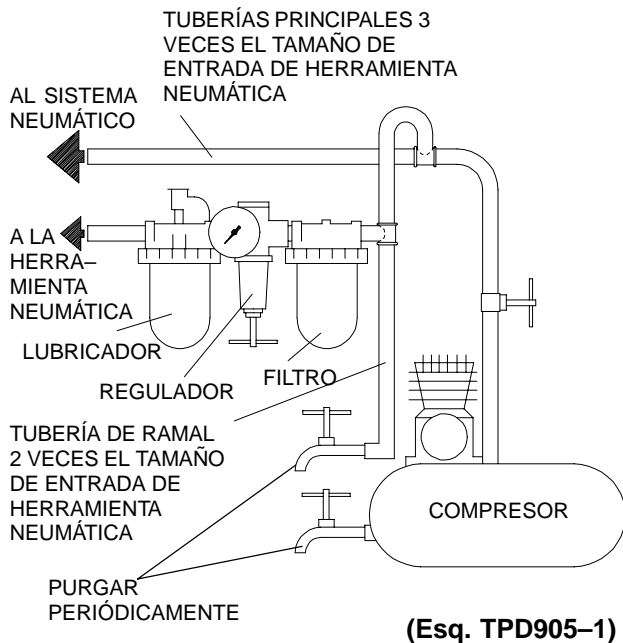 TUBERÍAS PRINCIPALES 3
VECES EL TAMAÑO DE
ENTRADA DE HERRAMIENTA
NEUMÁTICA
AL SISTEMA
NEUMÁTICO
A LA
HERRA–
MIENTA
NEUMÁTICA
LUBRICADOR
REGULADOR
FILTRO
TUBERÍA DE RAMAL
2 VECES EL TAMAÑO
DE ENTRADA DE
HERRAMIENTA
NEUMÁTICA
COMPRESOR
PURGAR
PERIÓDICAMENTE
(Esq. TPD905–1)